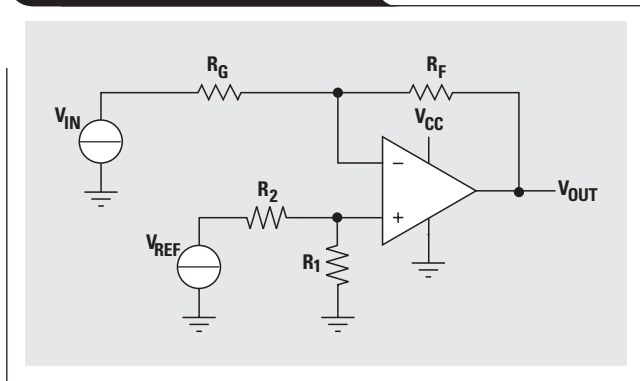 R_G
R_F
V_IN
V_CC
−
R_2
V_OUT
+
V_REF
R_1